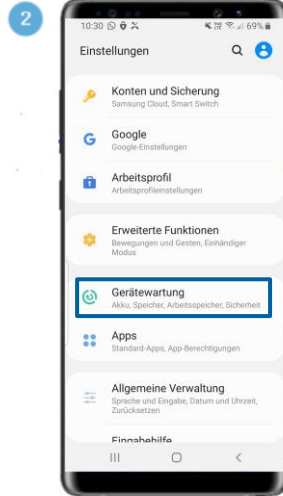 2
10:30 69%
Einstellungen
Konten und Sicherung
Samsung Cloud, Smart Switch
Google
Google-Einstellungen
Arbeitsprofil
Arbeitsprofileinstellungen
Erweiterte Funktionen
Bewegungen und Gesten, Einhändiger
Modus
Gerätewartung
Akku, Speicher, Arbeitsspeicher, Sicherheit
Apps
Standard-Apps, App-Berechtigungen
Allgemeine Verwaltung
Sprache und Eingabe, Datum und Uhrzeit,
Zurücksetzen
Eingabehilfe